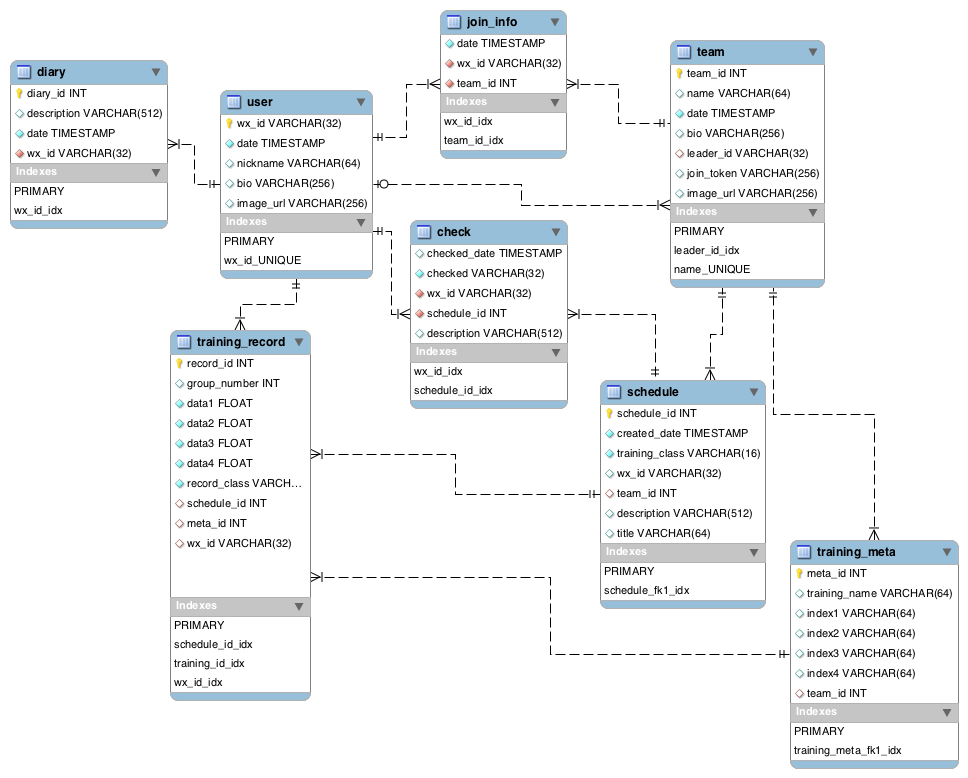 diary
diary_id INT
description VARCHAR(512)
date TIMESTAMP
wx_id VARCHAR(32)
Indexes
PRIMARY
wx_id_idx
user
wx_id VARCHAR(32)
date TIMESTAMP
nickname VARCHAR(64)
bio VARCHAR(256)
image_url VARCHAR(256)
Indexes
PRIMARY
wx_id_UNIQUE
join_info
date TIMESTAMP
wx_id VARCHAR(32)
team_id INT
Indexes
wx_id_idx
team_id_idx
team
team_id INT
name VARCHAR(64)
date TIMESTAMP
bio VARCHAR(256)
leader_id VARCHAR(32)
join_token VARCHAR(256)
image_url VARCHAR(256)
Indexes
PRIMARY
leader_id_idx
name_UNIQUE
check
checked_date TIMESTAMP
checked VARCHAR(32)
wx_id VARCHAR(32)
schedule_id INT
description VARCHAR(512)
Indexes
wx_id_idx
schedule_id_idx
training_record
record_id INT
group_number INT
data1 FLOAT
data2 FLOAT
data3 FLOAT
data4 FLOAT
record_class VARCH...
schedule_id INT
meta_id INT
wx_id VARCHAR(32)
Indexes
PRIMARY
schedule_id_idx
training_id_idx
wx_id_idx
schedule
schedule_id INT
created_date TIMESTAMP
training_class VARCHAR(16)
wx_id VARCHAR(32)
team_id INT
description VARCHAR(512)
title VARCHAR(64)
Indexes
PRIMARY
schedule_fk1_idx
training_meta
meta_id INT
training_name VARCHAR(64)
index1 VARCHAR(64)
index2 VARCHAR(64)
index3 VARCHAR(64)
index4 VARCHAR(64)
team_id INT
Indexes
PRIMARY
training_meta_fk1_idx